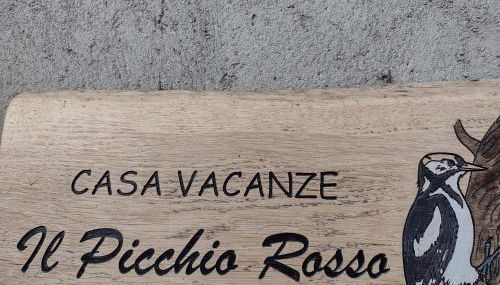 CASA VACANZE
Il Picchio Rosso